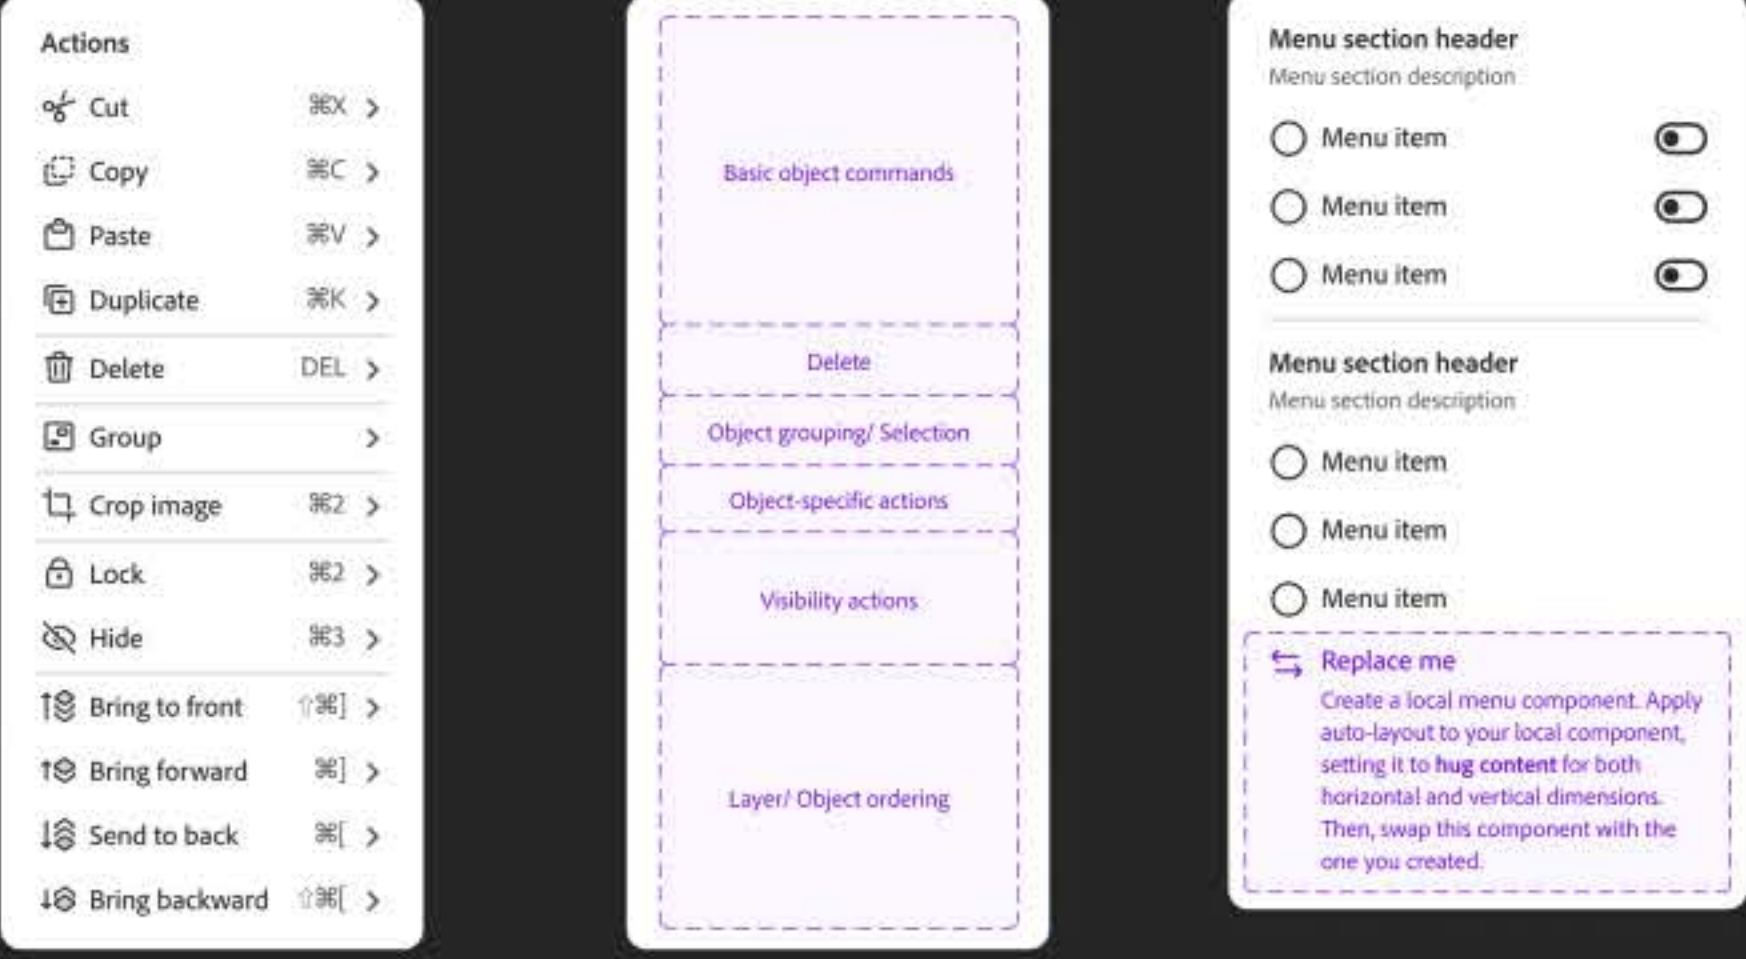 Actions
Cut ⌘X
Copy ⌘C
Paste ⌘V
Duplicate ⌘K
Delete DEL
Group
Crop image ⌘2
Lock ⌘2
Hide ⌘3
Bring to front ⇧⌘]
Bring forward ⌘]
Send to back ⌘[
Bring backward ⇧⌘[
Basic object commands
Delete
Object grouping/ Selection
Object-specific actions
Visibility actions
Layer/ Object ordering
Menu section header
Menu section description
Menu item
Menu item
Menu item
Menu section header
Menu section description
Menu item
Menu item
Menu item
Replace me
Create a local menu component. Apply
auto-layout to your local component,
setting it to hug content for both
horizontal and vertical dimensions.
Then, swap this component with the
one you created.